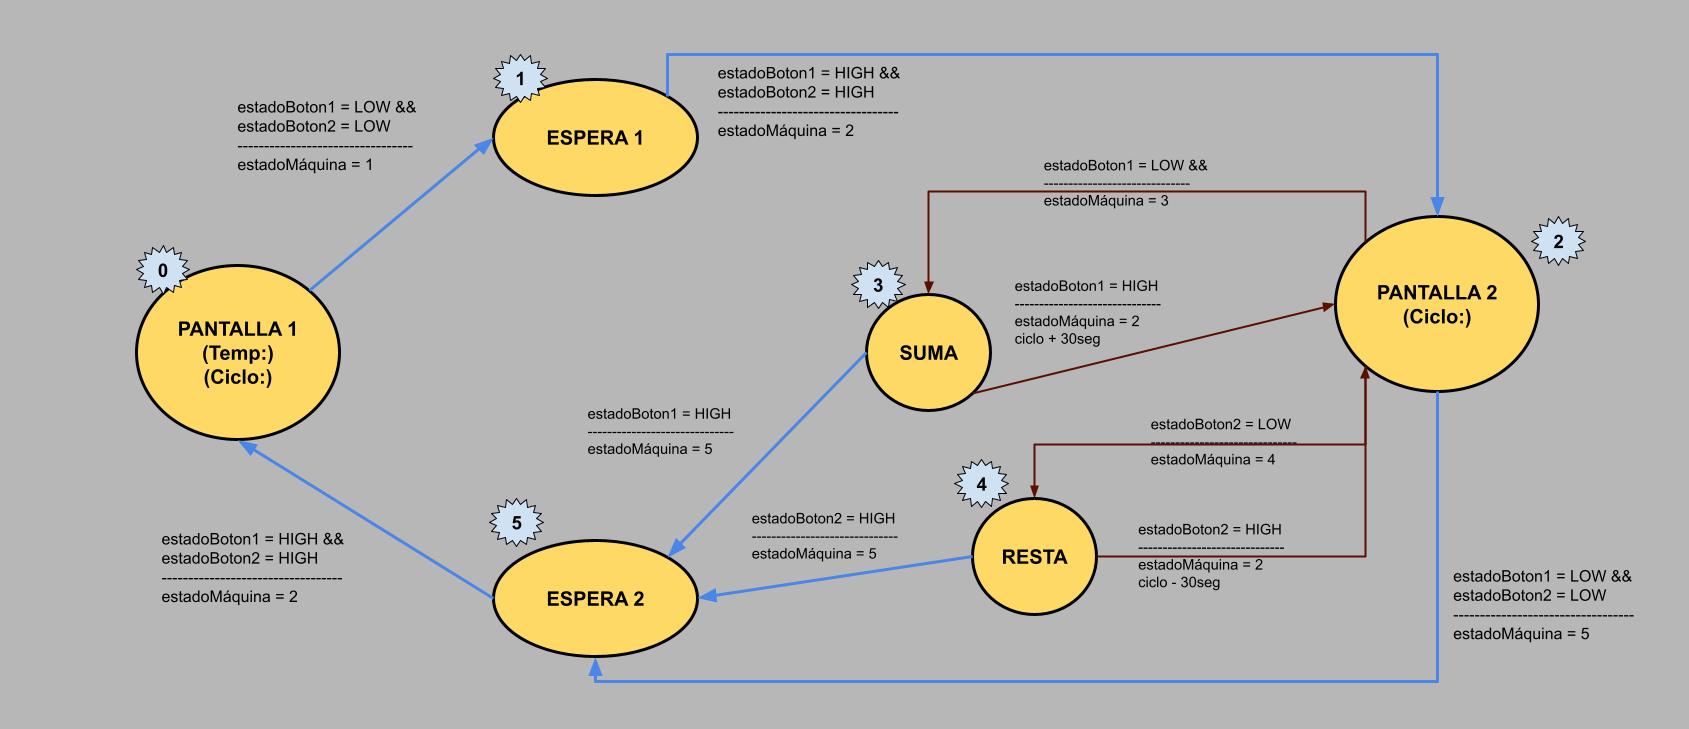 1
estadoBoton1 = LOW &&
estadoBoton2 = LOW
---------------------------------
estadoMáquina = 1
ESPERA 1
estadoBoton1 = HIGH &&
estadoBoton2 = HIGH
----------------------------------
estadoMáquina = 2
estadoBoton1 = LOW &&
------------------------------
estadoMáquina = 3
0
PANTALLA 1
(Temp:)
(Ciclo:)
3
SUMA
estadoBoton1 = HIGH
------------------------------
estadoMáquina = 2
ciclo + 30seg
2
PANTALLA 2
(Ciclo:)
estadoBoton1 = HIGH
------------------------------
estadoMáquina = 5
estadoBoton2 = LOW
------------------------------
estadoMáquina = 4
4
RESTA
estadoBoton2 = HIGH
------------------------------
estadoMáquina = 5
estadoBoton2 = HIGH
------------------------------
estadoMáquina = 2
ciclo - 30seg
5
ESPERA 2
estadoBoton1 = HIGH &&
estadoBoton2 = HIGH
----------------------------------
estadoMáquina = 2
estadoBoton1 = LOW &&
estadoBoton2 = LOW
----------------------------------
estadoMáquina = 5